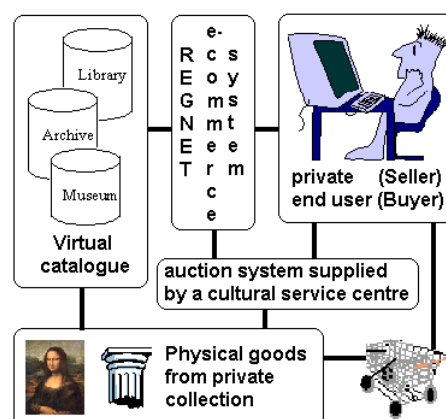 Library
Archive
Museum
Virtual
catalogue
REGNET
e-commerce
system
private (Seller)
end user (Buyer)
auction system supplied
by a cultural service centre
Physical goods
from private
collection